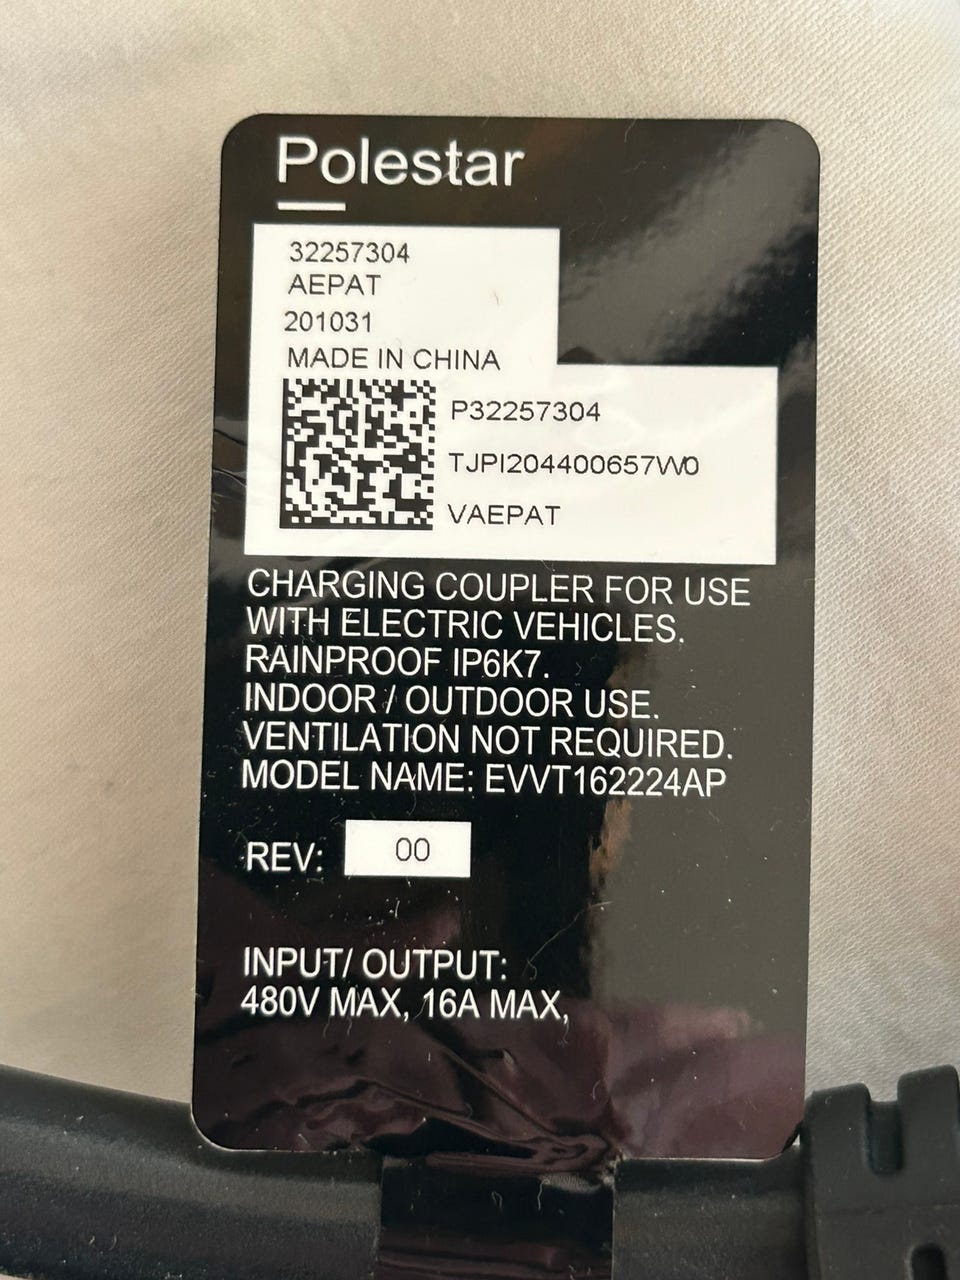 Polestar
32257304
AEPAT
201031
MADE IN CHINA
P32257304
TJPI204400657W0
VAEPAT
CHARGING COUPLER FOR USE
WITH ELECTRIC VEHICLES.
RAINPROOF IP6K7.
INDOOR / OUTDOOR USE.
VENTILATION NOT REQUIRED.
MODEL NAME: EVVT162224AP
REV: 00
INPUT/ OUTPUT:
480V MAX, 16A MAX,